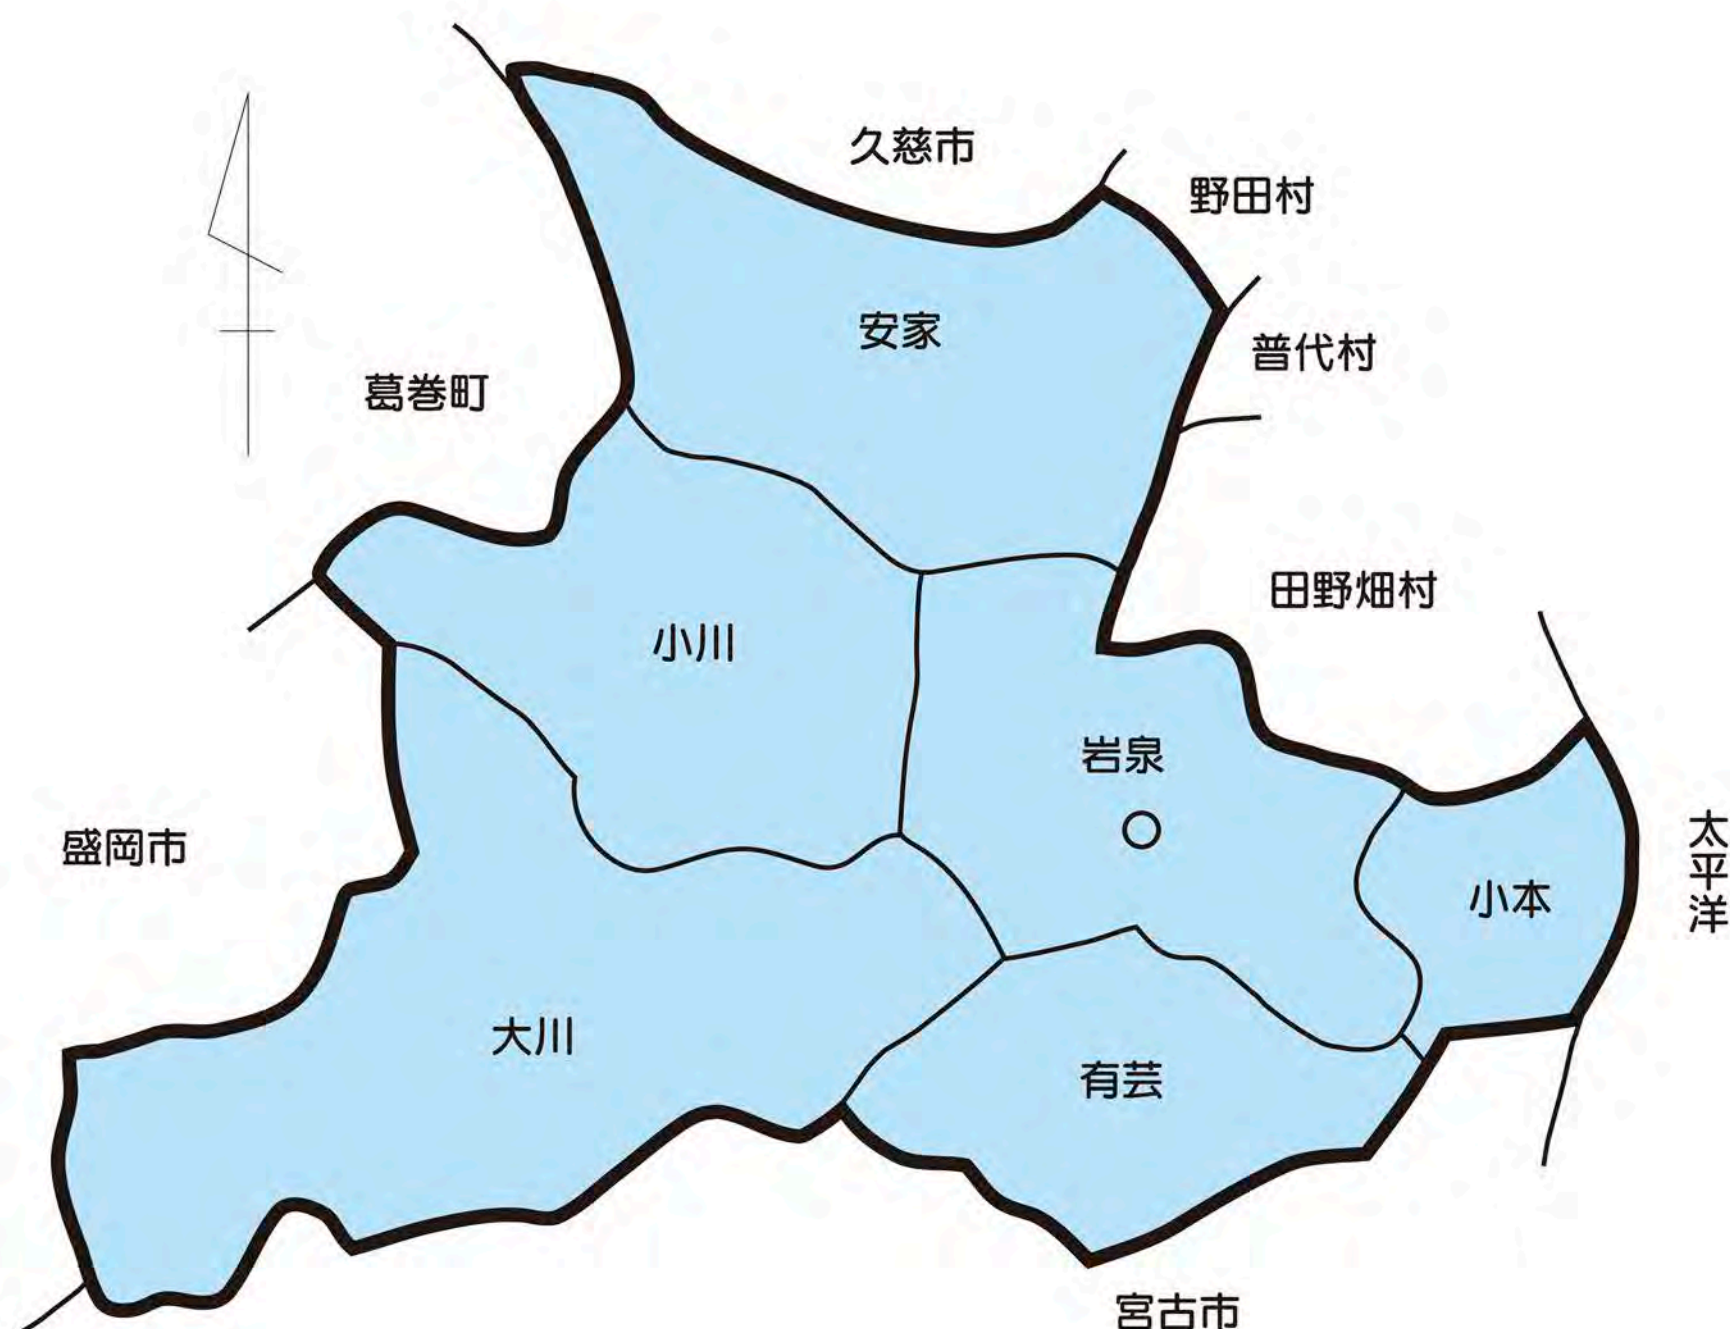 久慈市
野田村
安家
普代村
葛巻町
田野畑村
小川
岩泉
盛岡市
太平洋
小本
大川
有芸
宮古市